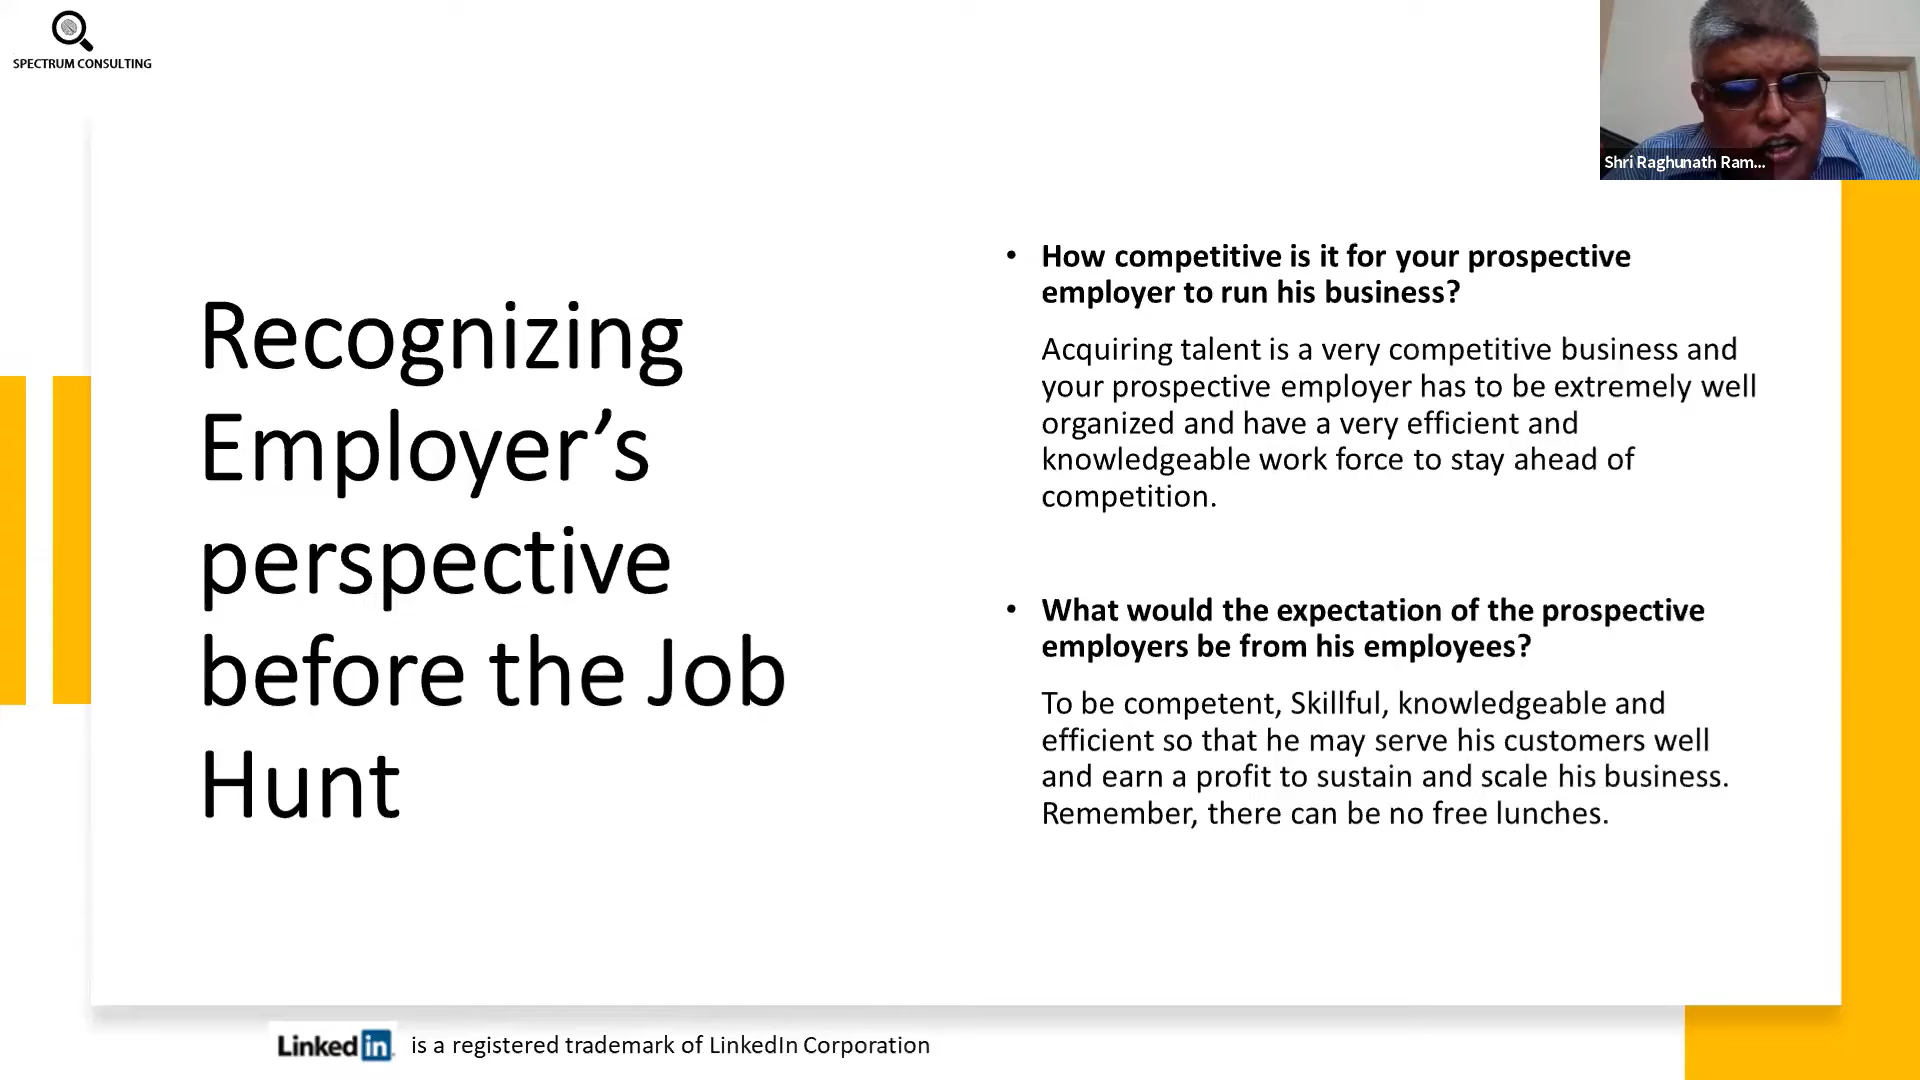 SPECTRUM CONSULTING
Shri Raghunath Ram...
Recognizing
Employer’s
perspective
before the Job
Hunt
• How competitive is it for your prospective
employer to run his business?
Acquiring talent is a very competitive business and
your prospective employer has to be extremely well
organized and have a very efficient and
knowledgeable work force to stay ahead of
competition.
• What would the expectation of the prospective
employers be from his employees?
To be competent, Skillful, knowledgeable and
efficient so that he may serve his customers well
and earn a profit to sustain and scale his business.
Remember, there can be no free lunches.
Linked in is a registered trademark of LinkedIn Corporation